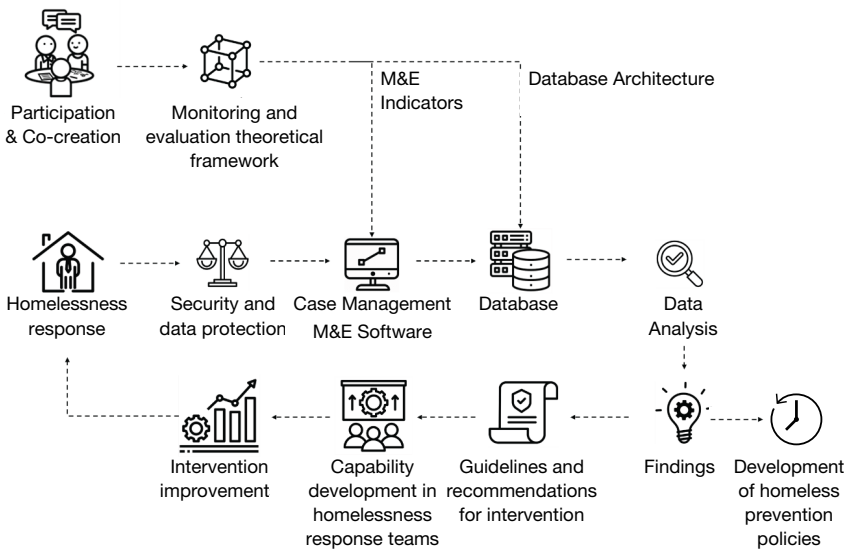 Participation
& Co-creation
Monitoring and
evaluation theoretical
framework
M&E
Indicators
Database Architecture
Homelessness
response
Security and
data protection
Case Management
M&E Software
Database
Data
Analysis
Intervention
improvement
Capability
development in
homelessness
response teams
Guidelines and
recommendations
for intervention
Findings
Development
of homeless
prevention
policies